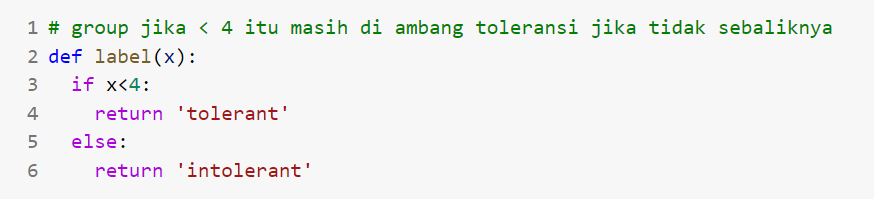 1 # group jika < 4 itu masih di ambang toleransi jika tidak sebaliknya
2 def label(x):
3   if x<4:
4     return 'tolerant'
5   else:
6     return 'intolerant'